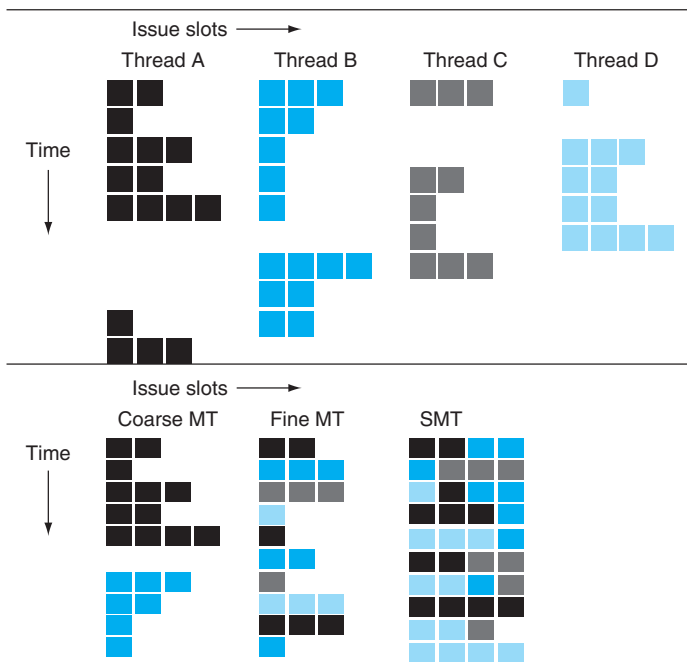 Issue slots
Thread A Thread B Thread C Thread D
Time
Issue slots
Coarse MT Fine MT SMT
Time